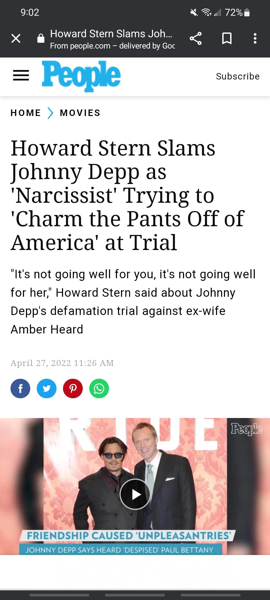 9:02
72%
Howard Stern Slams Joh...
From people.com – delivered by Goo
People
Subscribe
HOME
MOVIES
Howard Stern Slams
Johnny Depp as
'Narcissist' Trying to
'Charm the Pants Off of
America' at Trial
"It's not going well for you, it's not going well
for her," Howard Stern said about Johnny
Depp's defamation trial against ex-wife
Amber Heard
April 27, 2022 11:26 AM
People
FRIENDSHIP CAUSED 'UNPLEASANTRIES'
JOHNNY DEPP SAYS HEARD 'DESPISED' PAUL BETTANY